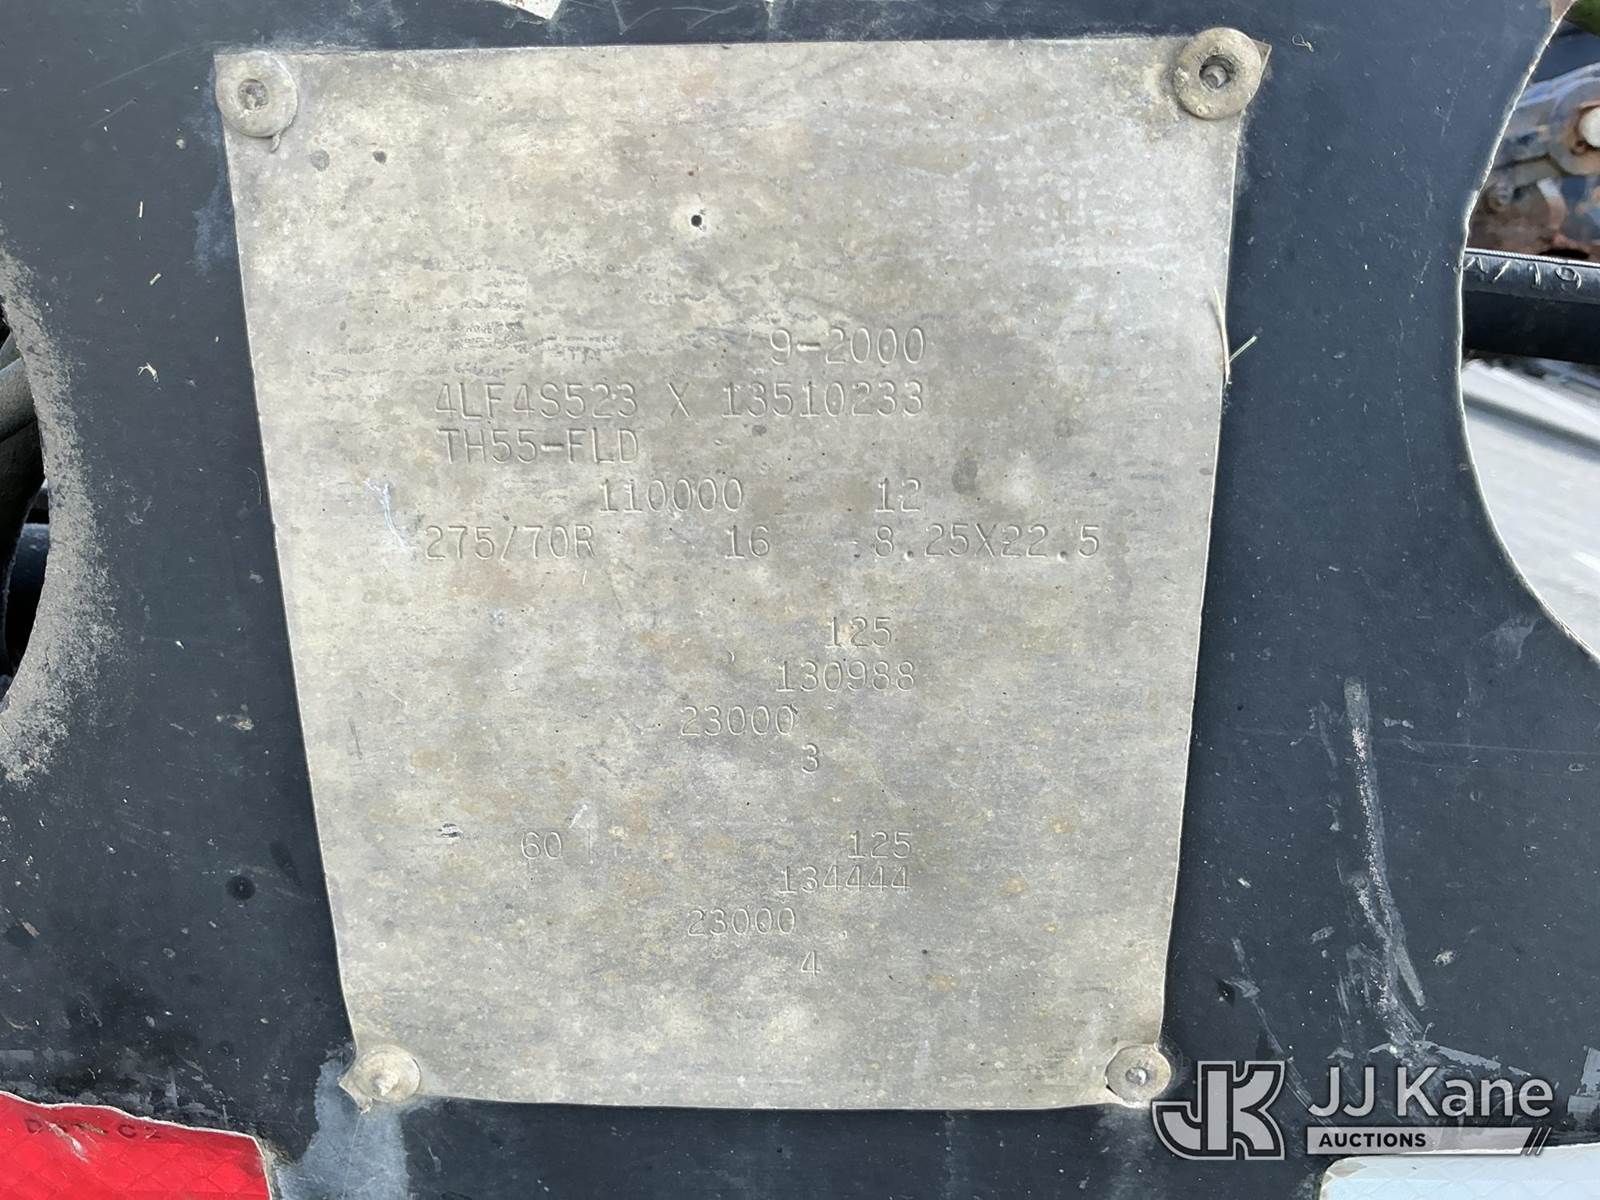 9-2000
4LF4S523 X 13510233
TH55-FLD
110000 12
275/70R 16 8.25X22.5
125
130988
23000
3
60 125
134444
23000
4
JJ Kane
AUCTIONS